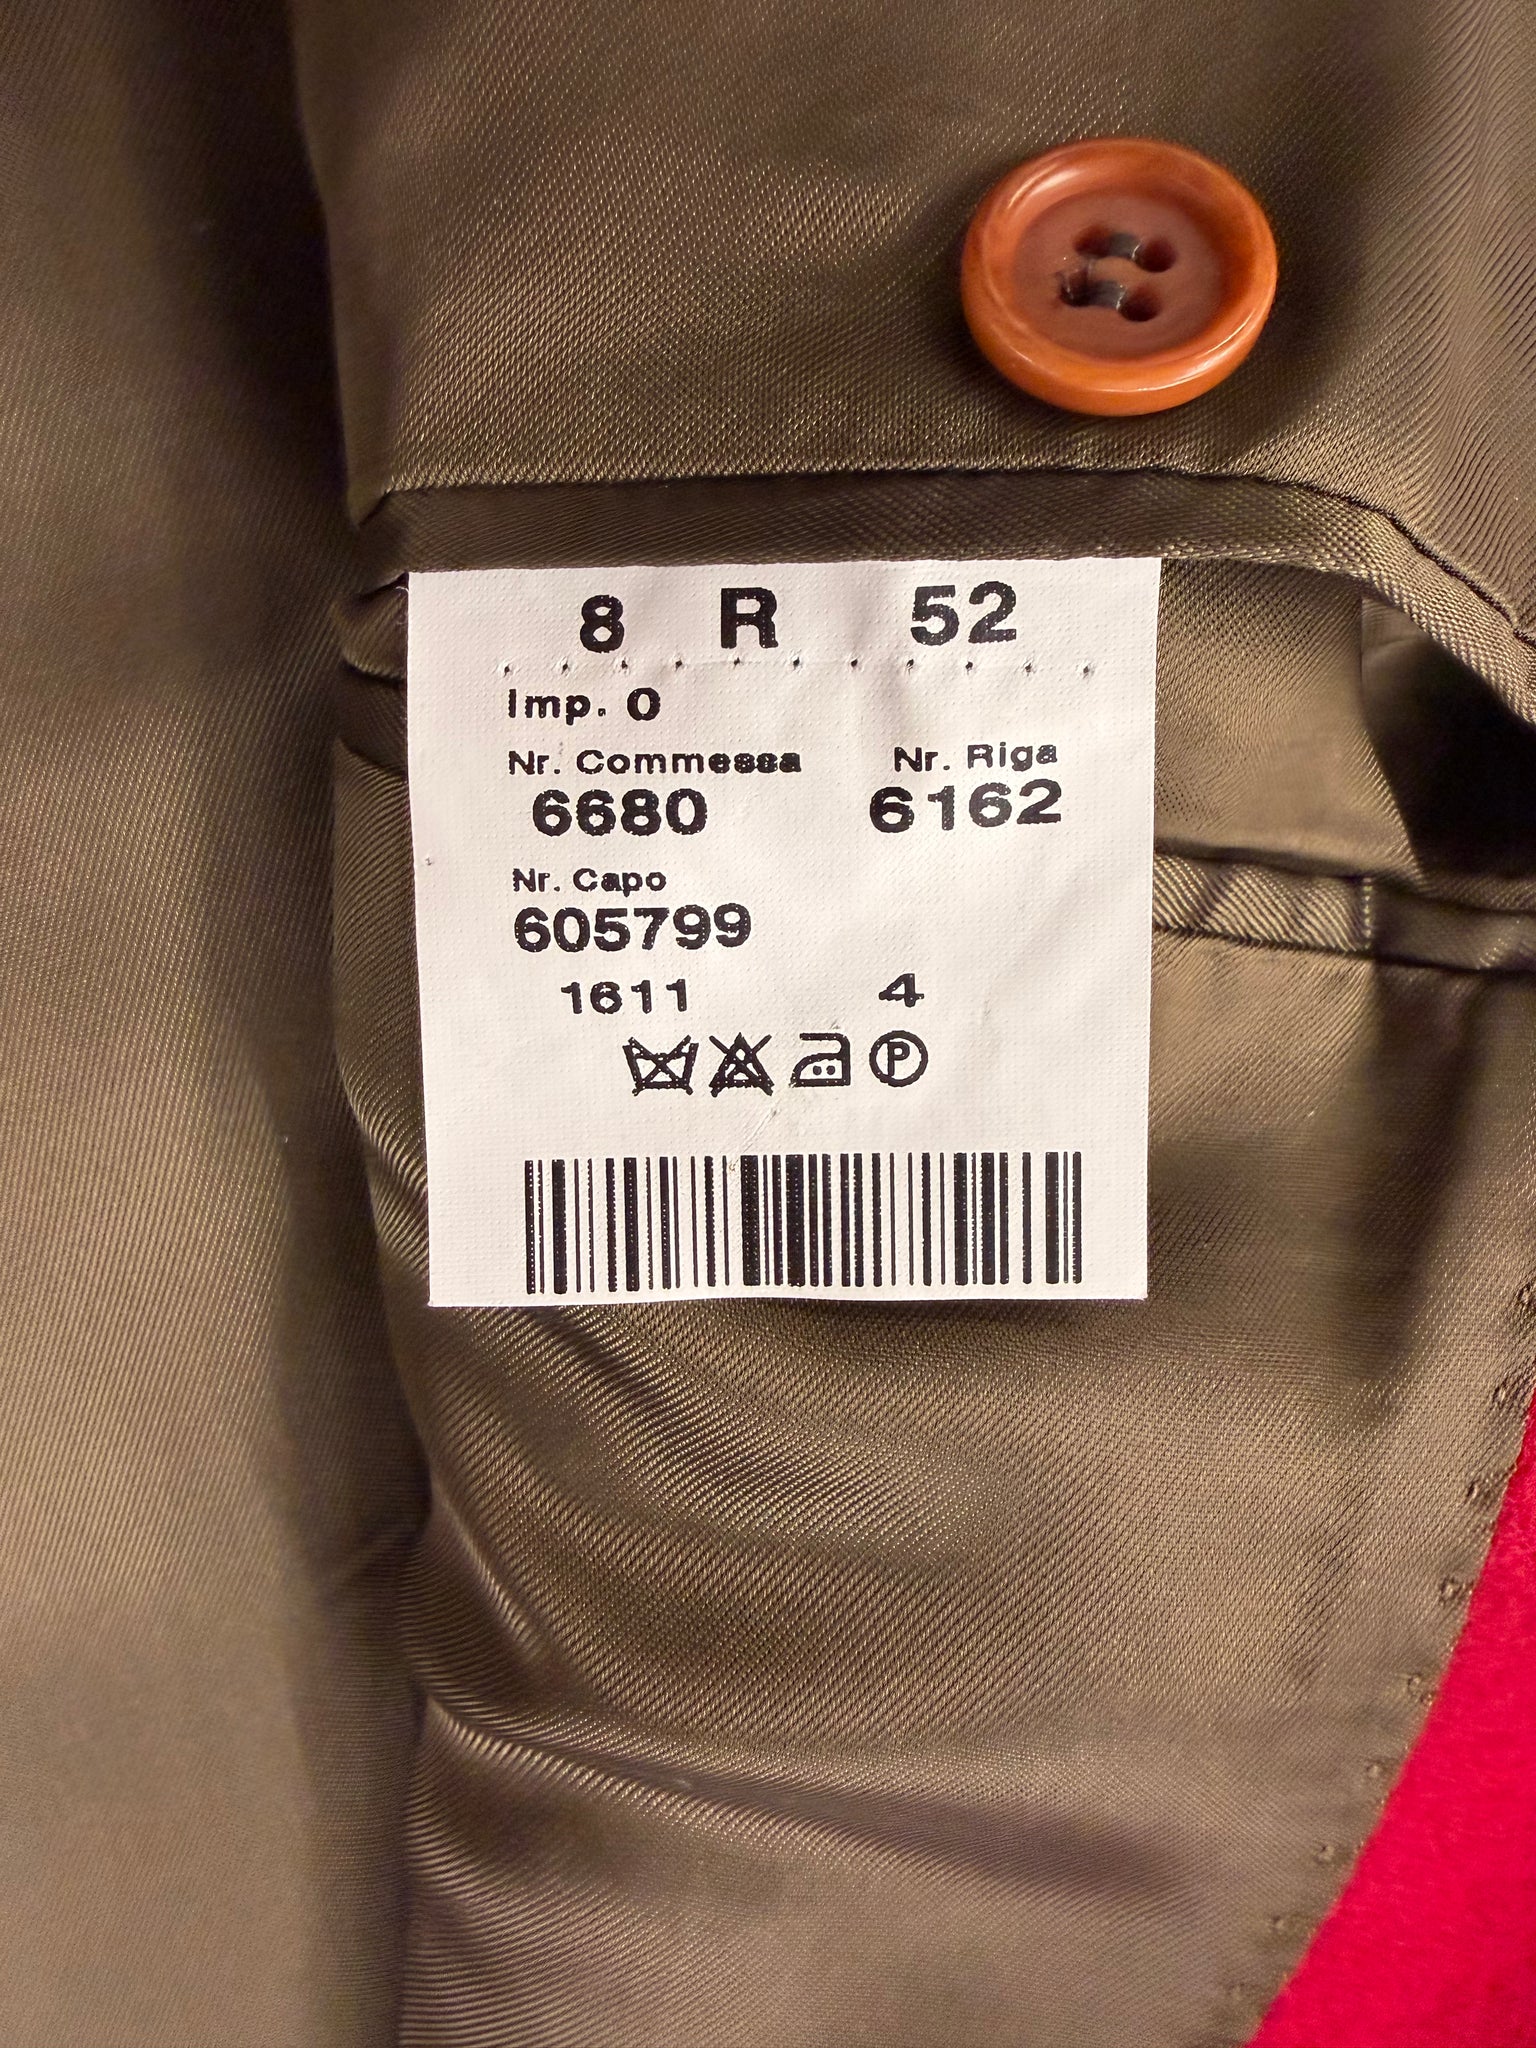 8 R 52
Imp. 0
Nr. Commessa Nr. Riga
6680 6162
Nr. Capo
605799
1611 4
P